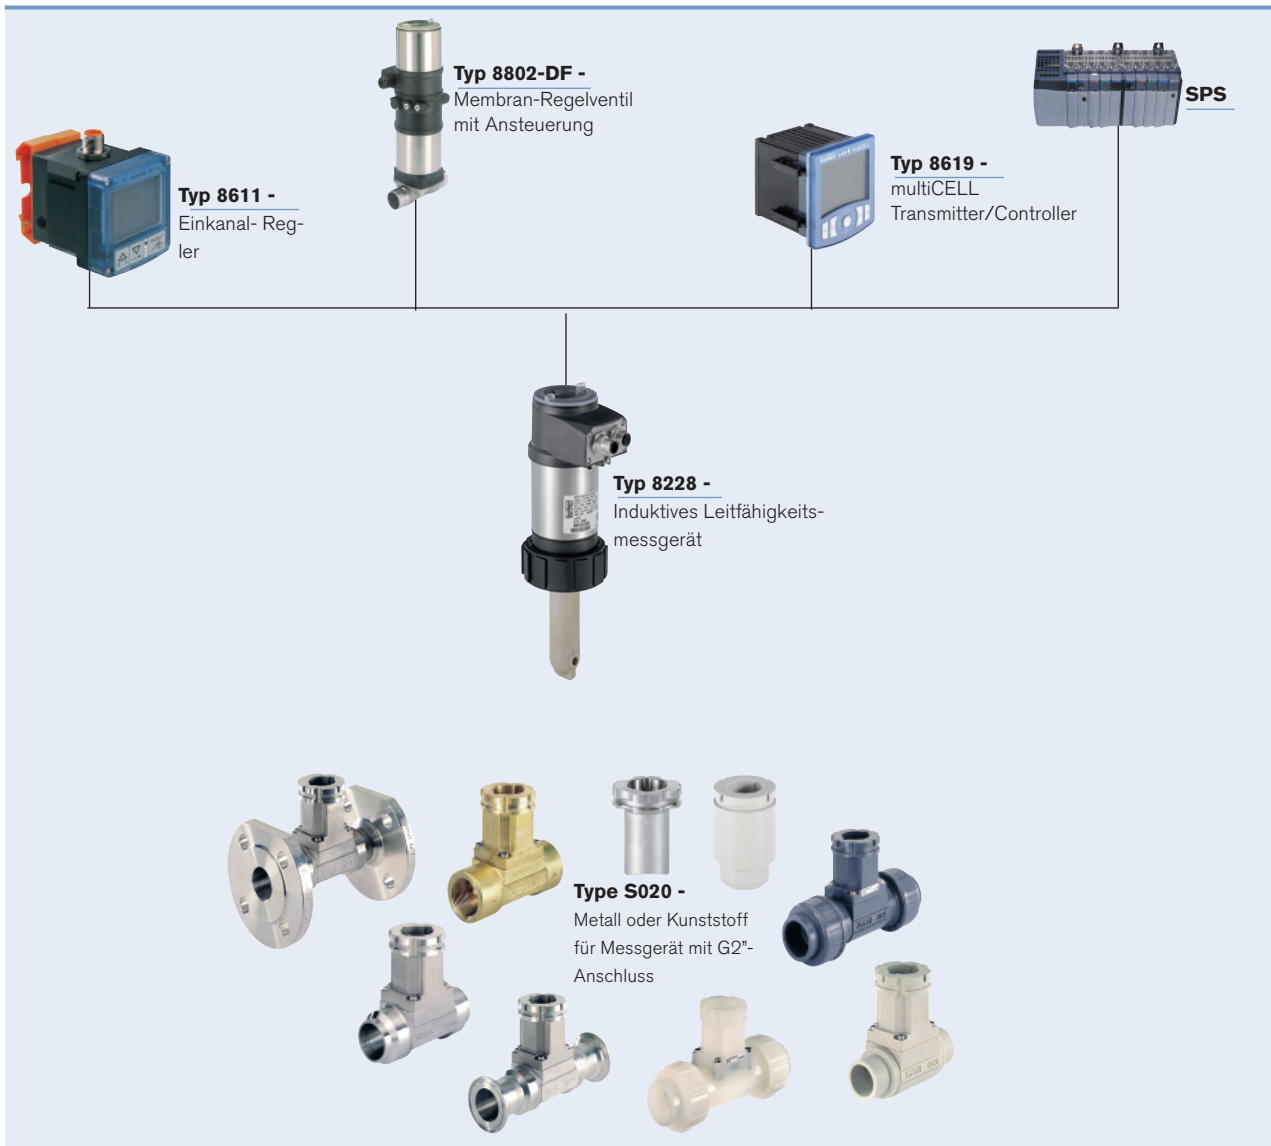 Typ 8802-DF -
Membran-Regelventil
mit Ansteuerung
SPS
Typ 8611 -
Einkanal- Reg-
ler
Typ 8619 -
multiCELL
Transmitter/Controller
Typ 8228 -
Induktives Leitfähigkeits-
messgerät
Type S020 -
Metall oder Kunststoff
für Messgerät mit G2”-
Anschluss